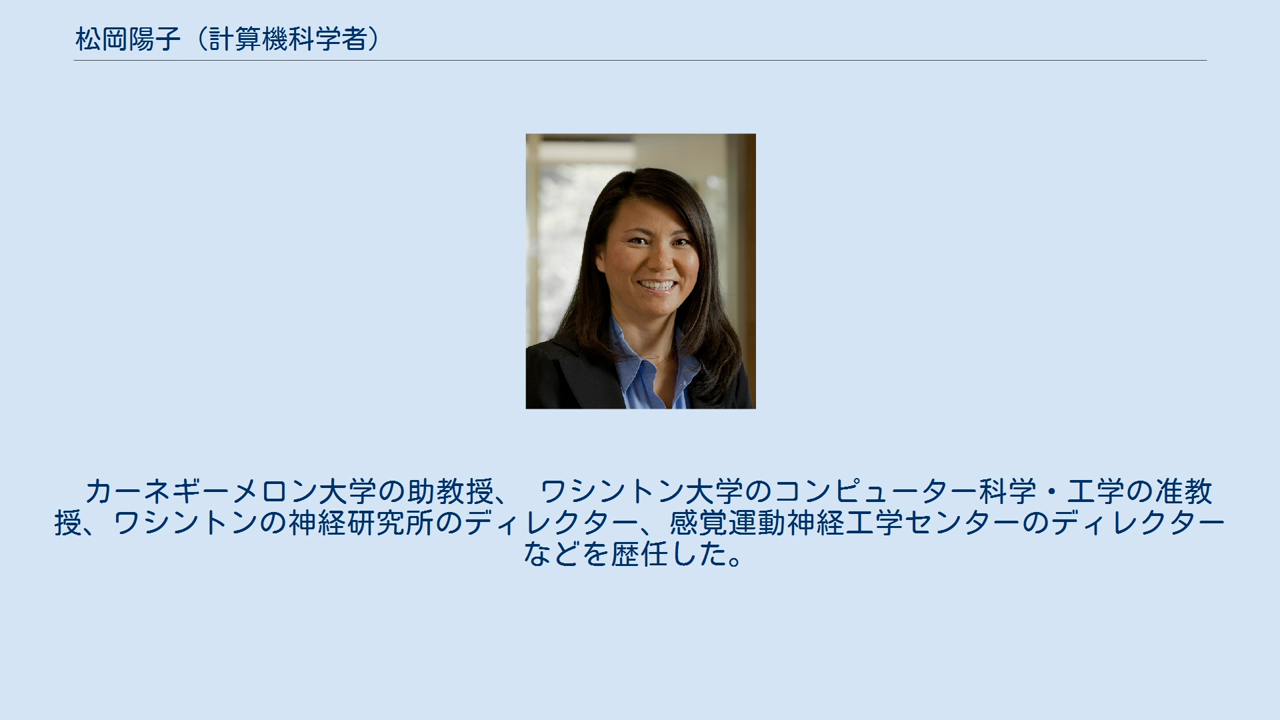 松岡陽子（計算機科学者）
カーネギーメロン大学の助教授、 ワシントン大学のコンピューター科学・工学の准教
授、ワシントンの神経研究所のディレクター、感覚運動神経工学センターのディレクター
などを歴任した。